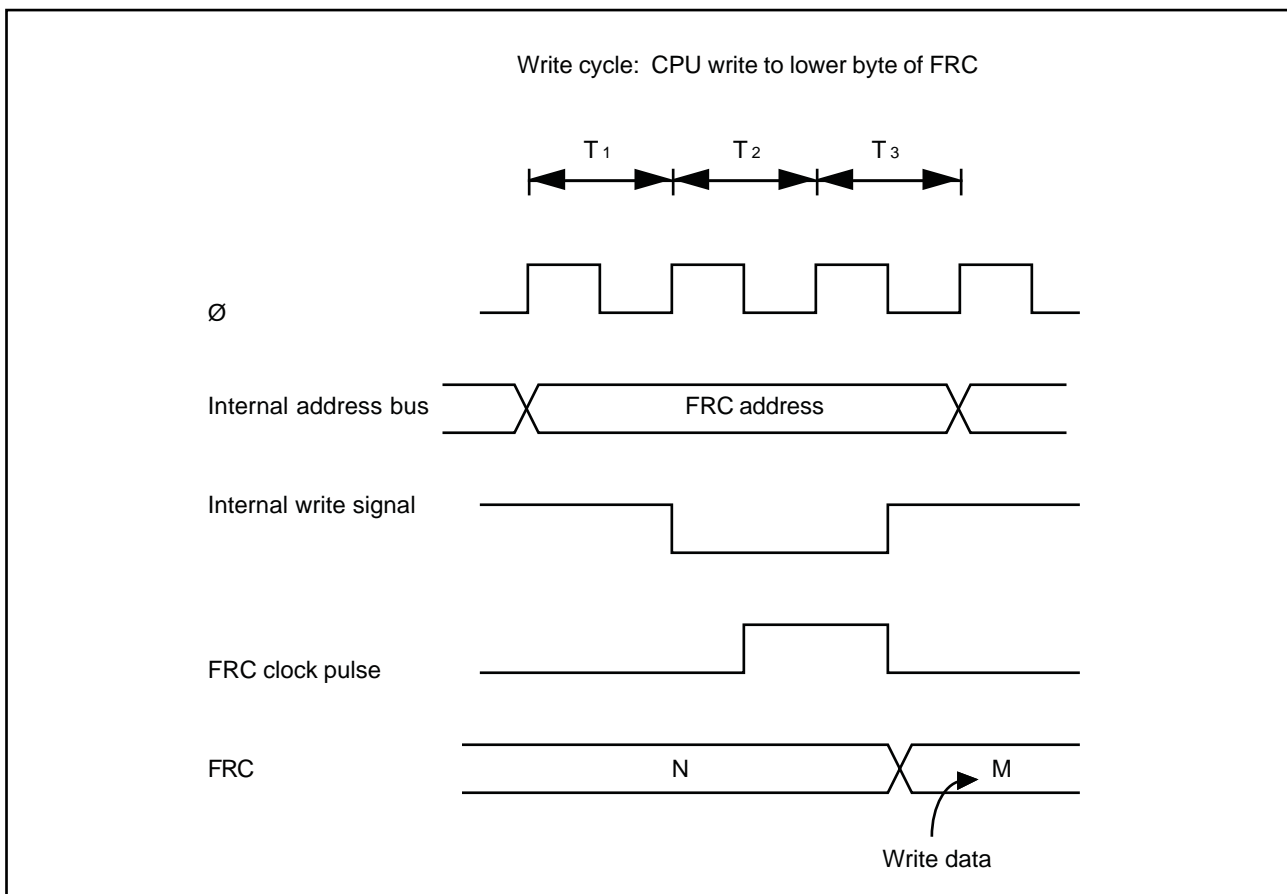 Write cycle: CPU write to lower byte of FRC
T1 T2 T3
Ø
Internal address bus FRC address
Internal write signal
FRC clock pulse
FRC N M
Write data